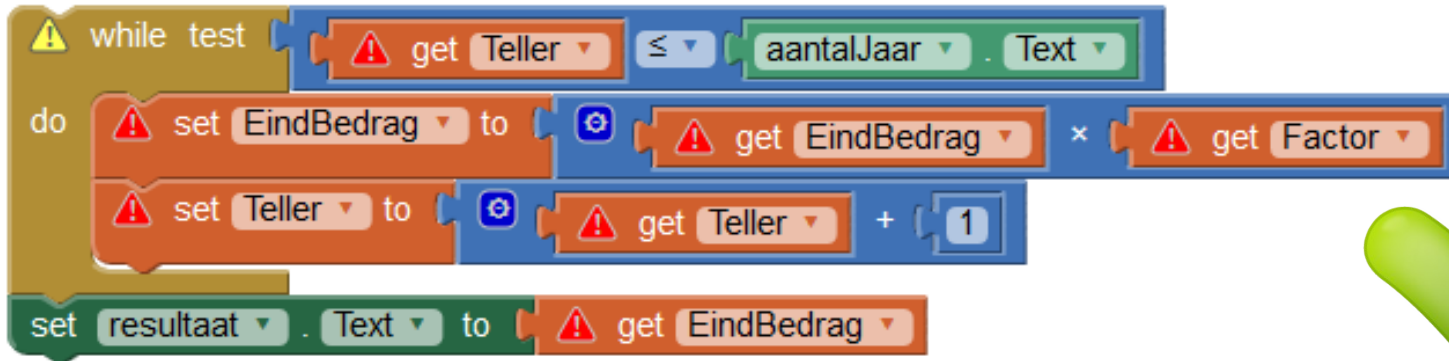 while test get Teller ≤ aantalJaar . Text
do set EindBedrag to get EindBedrag × get Factor
set Teller to get Teller + 1
set resultaat . Text to get EindBedrag